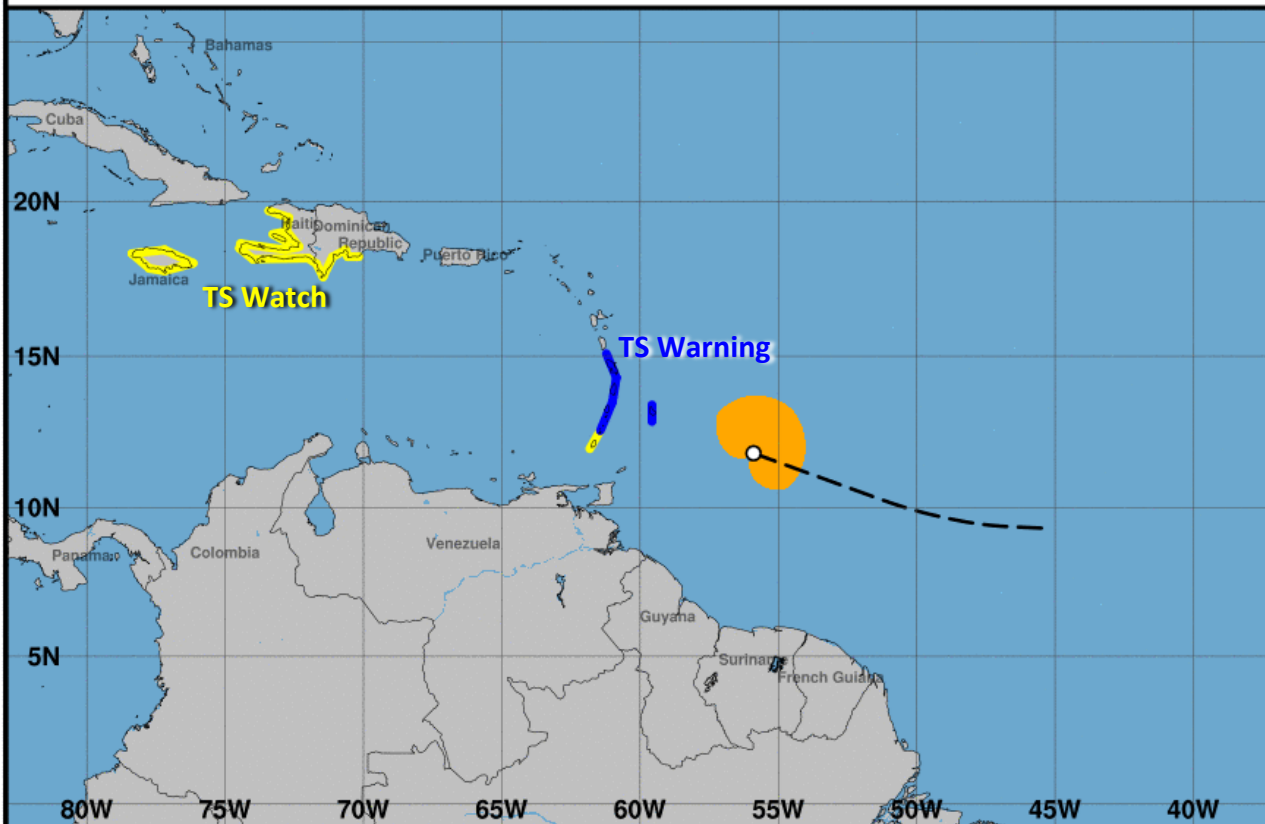 Bahamas
Cuba
20N
Haiti
Dominican
Republic
Puerto Rico
Jamaica
TS Watch
TS Warning
15N
10N
Panama
Colombia
Venezuela
Guyana
5N
Suriname
French Guiana
80W 75W 70W 65W 60W 55W 50W 45W 40W